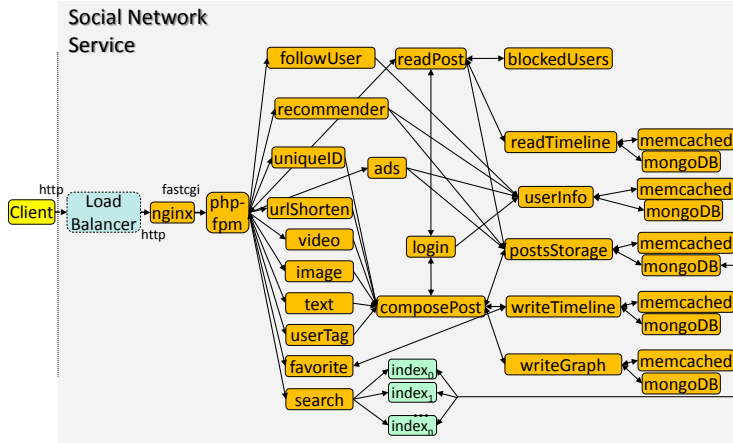 Social Network
Service
followUser
readPost
blockedUsers
recommender
readTimeline
memcached
mongoDB
uniqueID
ads
userInfo
memcached
mongoDB
http
fastcgi
Client
Load
Balancer
nginx
php-
fpm
http
urlShorten
video
login
postsStorage
memcached
mongoDB
image
text
composePost
writeTimeline
memcached
mongoDB
userTag
favorite
index0
writeGraph
memcached
mongoDB
search
index1
...
indexn